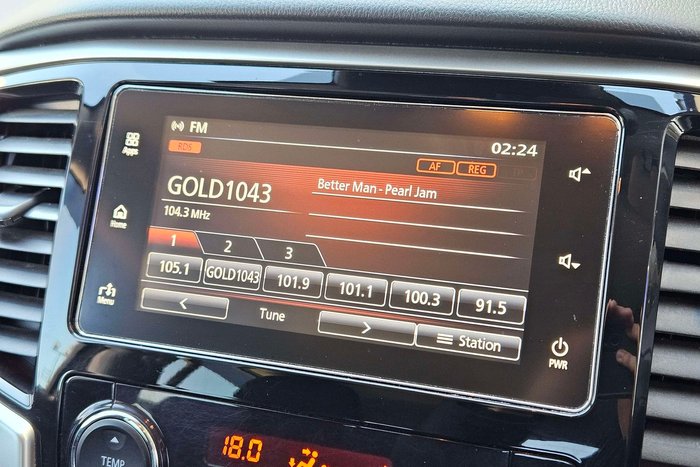 FM
02:24
RDS
AF REG TP
Apps
GOLD1043
Better Man - Pearl Jam
104.3 MHz
Home
1 2 3
105.1 GOLD1043 101.9 101.1 100.3 91.5
Menu
< Tune > Station
PWR
TEMP
18.0